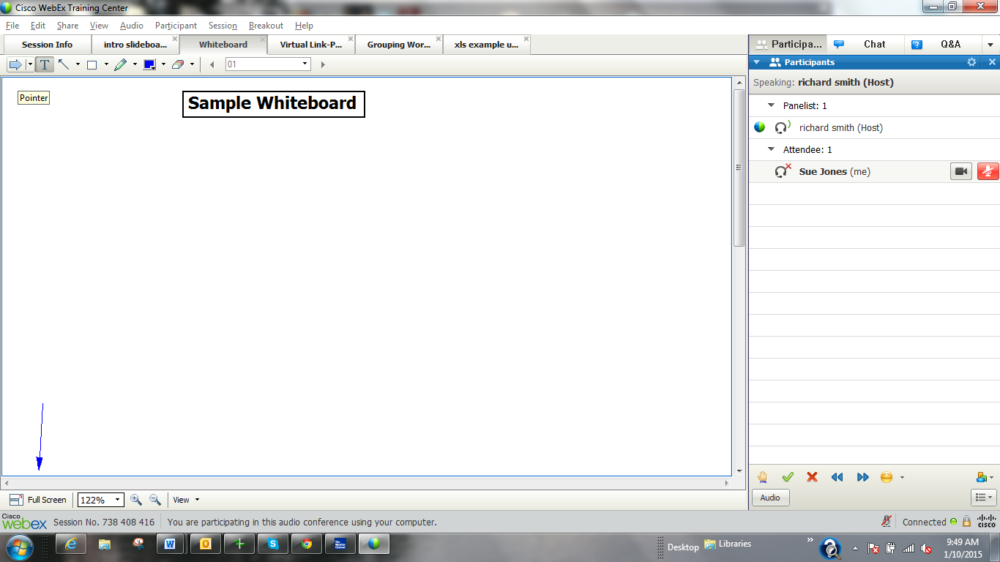 Cisco WebEx Training Center
File Edit Share View Audio Participant Session Breakout Help
Session Info intro slideboa... Whiteboard Virtual Link-P... Grouping Wor... xls example u...
Participa... Chat Q&A
T 01
Participants
Speaking: richard smith (Host)
Pointer
Sample Whiteboard
Panelist: 1
richard smith (Host)
Attendee: 1
Sue Jones (me)
Full Screen 122% View
Audio
Cisco webex Session No. 738 408 416 You are participating in this audio conference using your computer. Connected CISCO
Desktop Libraries
The Weather Channel
9:49 AM
1/10/2015